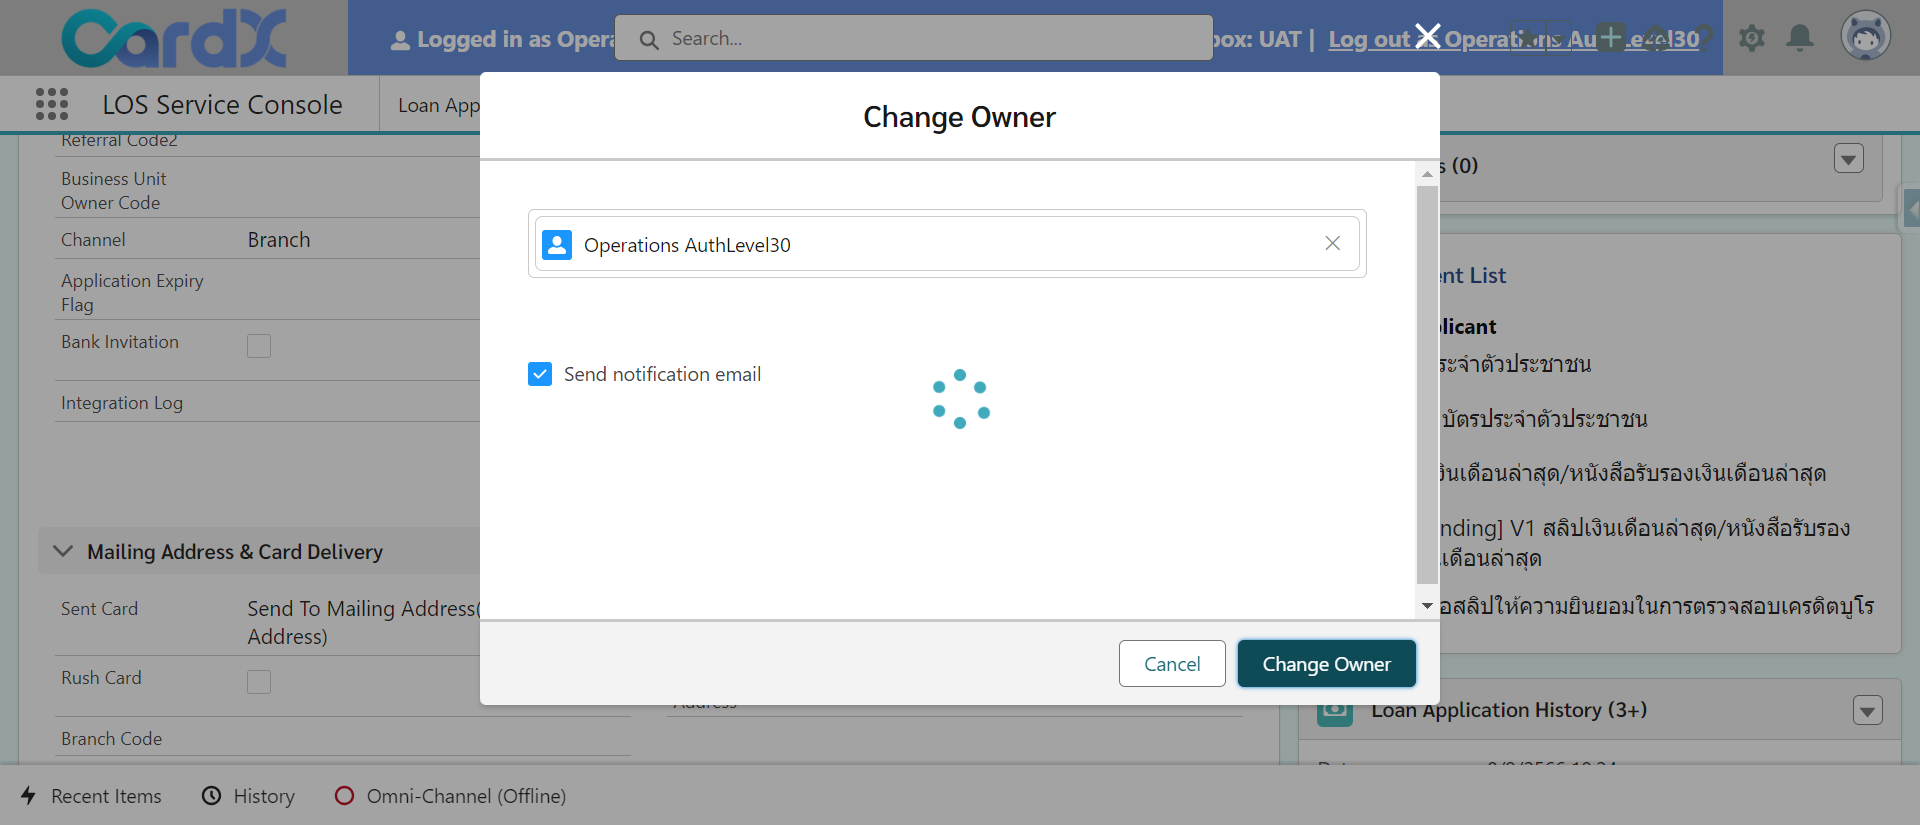 CardX
Logged in as Opera
Search...
box: UAT |
Log out as Operations AuthLevel30
LOS Service Console
Loan App
Change Owner
Referral Code2
Business Unit
Owner Code
Channel
Branch
Application Expiry
Flag
Bank Invitation
Integration Log
Mailing Address & Card Delivery
Sent Card
Send To Mailing Address(
Address)
Rush Card
Branch Code
Operations AuthLevel30
Send notification email
Cancel
Change Owner
Address
s (0)
ent List
licant
ระจำตัวประชาชน
บัตรประจำตัวประชาชน
งินเดือนล่าสุด/หนังสือรับรองเงินเดือนล่าสุด
nding] V1 สลิปเงินเดือนล่าสุด/หนังสือรับรอง
นเดือนล่าสุด
อสลิปให้ความยินยอมในการตรวจสอบเครดิตบูโร
Loan Application History (3+)
Recent Items
History
Omni-Channel (Offline)